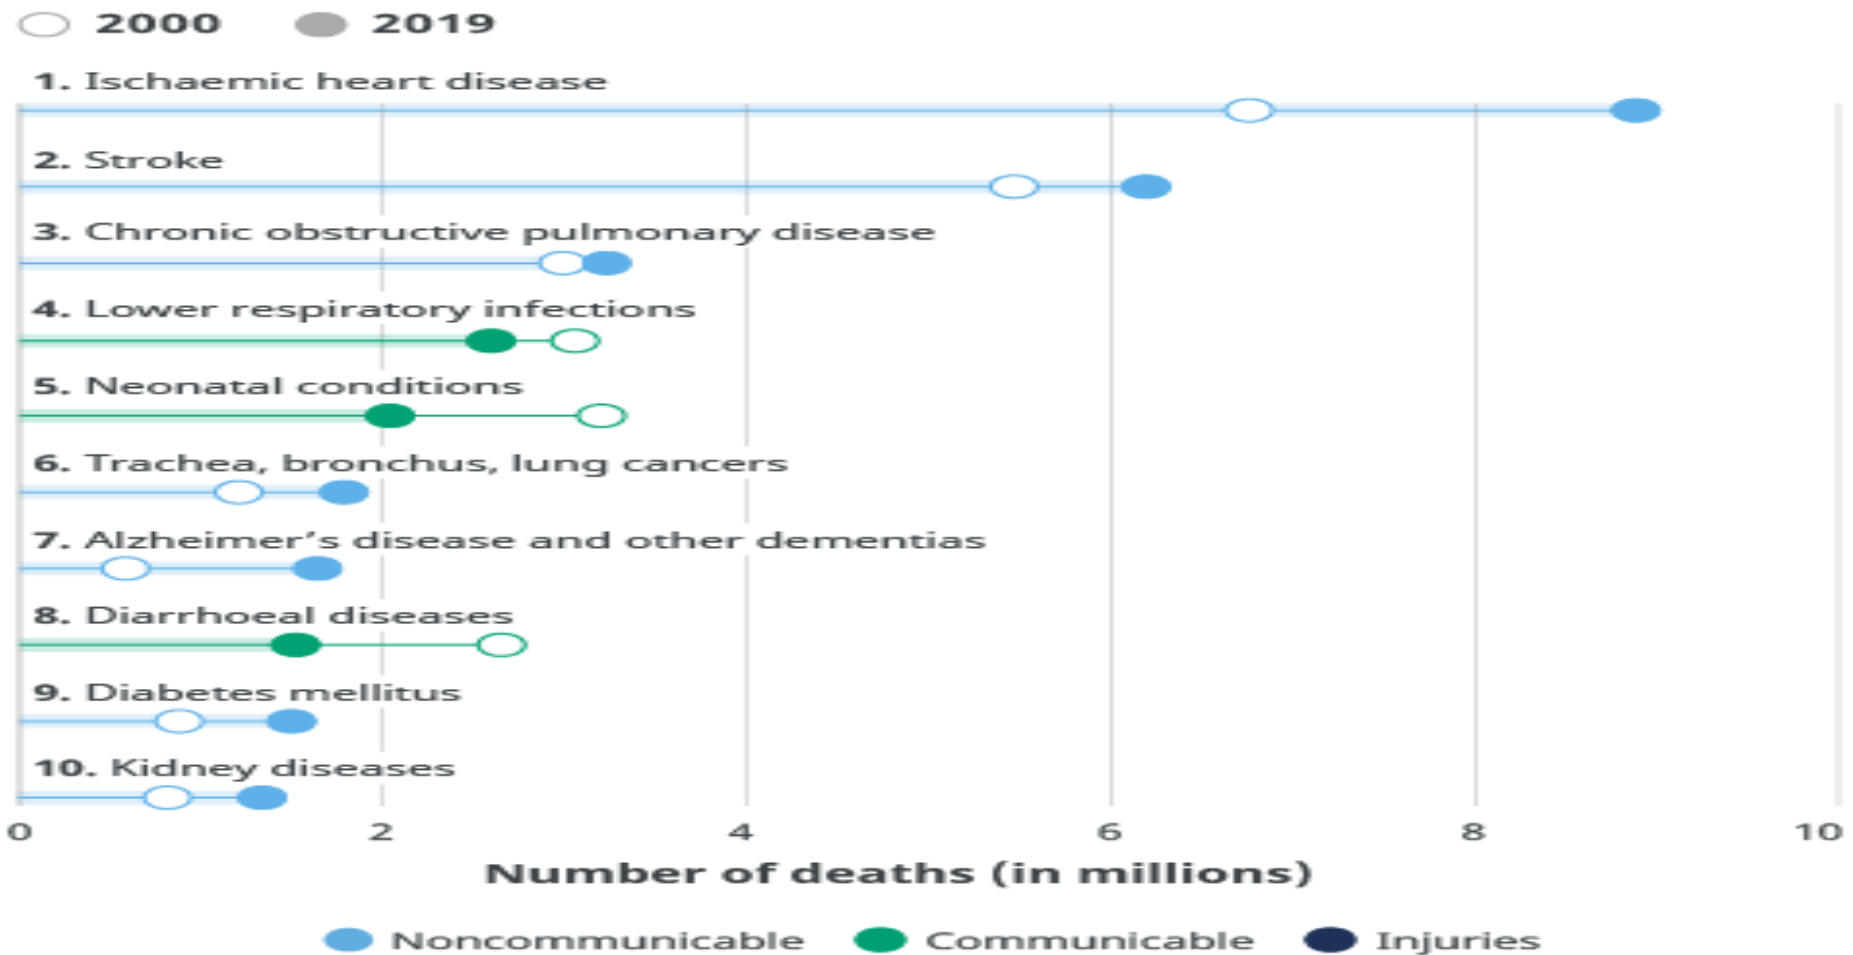 2000 2019
1. Ischaemic heart disease
2. Stroke
3. Chronic obstructive pulmonary disease
4. Lower respiratory infections
5. Neonatal conditions
6. Trachea, bronchus, lung cancers
7. Alzheimer’s disease and other dementias
8. Diarrhoeal diseases
9. Diabetes mellitus
10. Kidney diseases
0 2 4 6 8 10
Number of deaths (in millions)
Noncommunicable Communicable Injuries